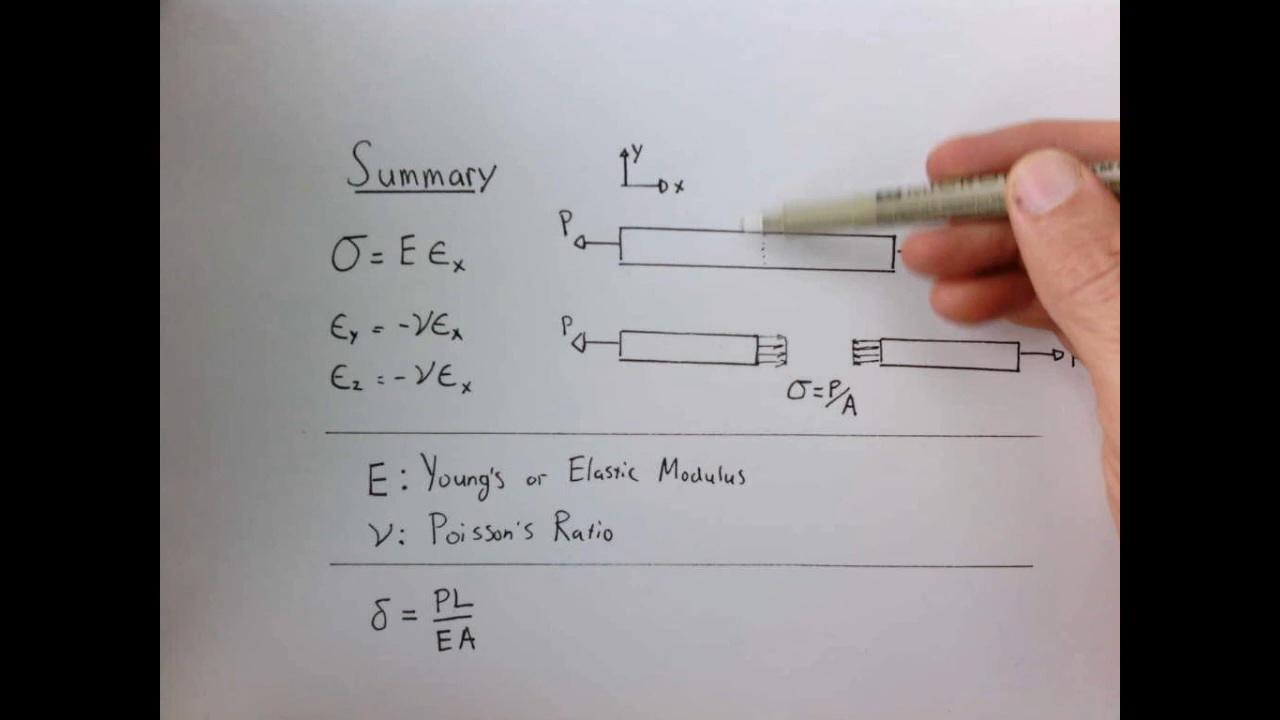 Summary
σ = E ϵx
ϵy = -νϵx
ϵz = -νϵx
y
x
P
P
σ = P/A
E: Young's or Elastic Modulus
ν: Poisson's Ratio
δ = PL/EA